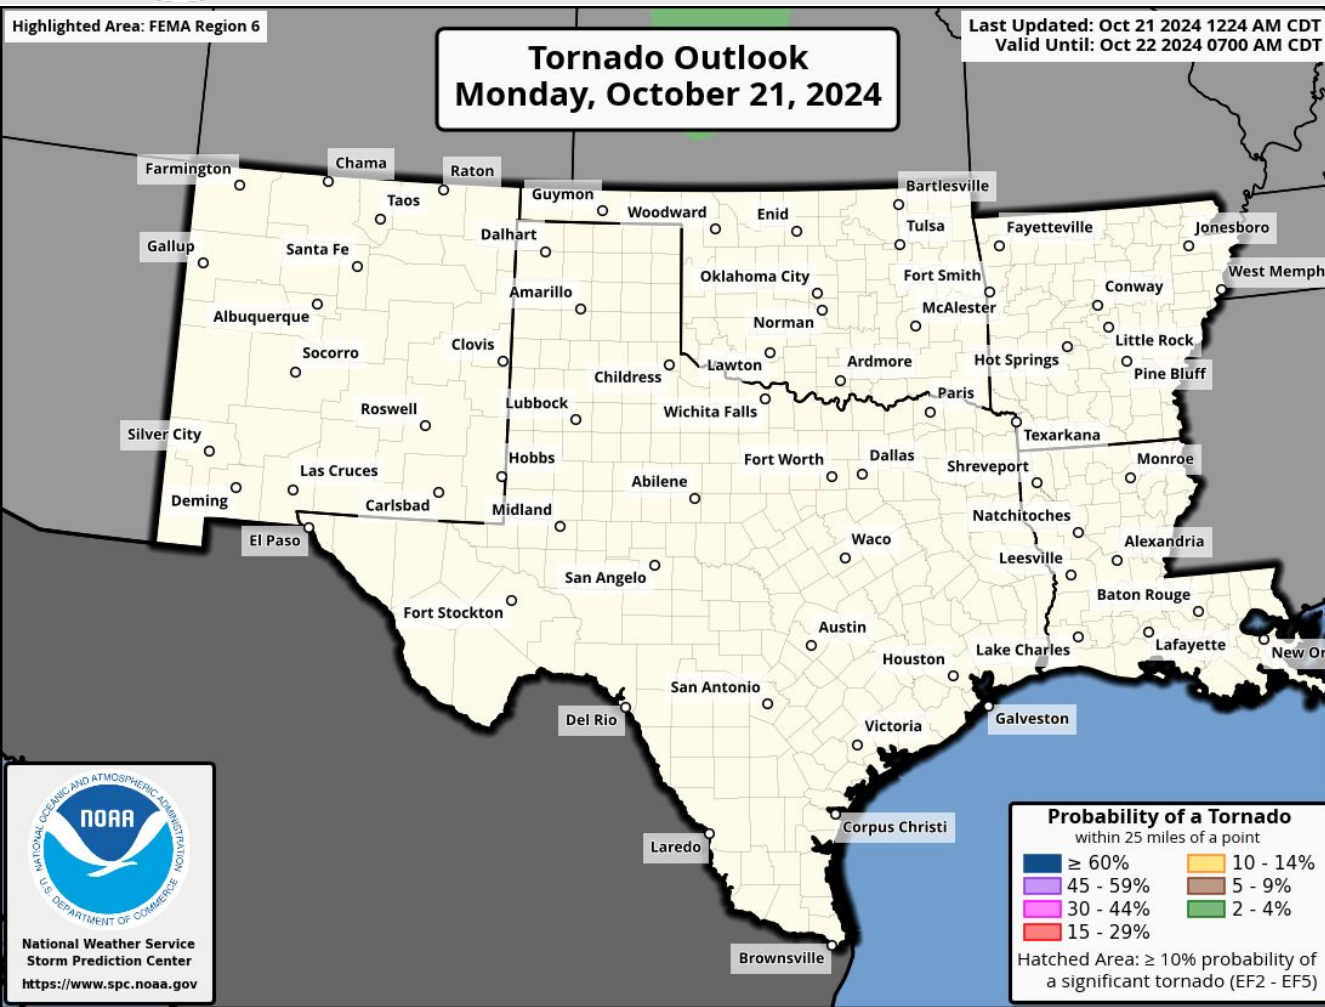 Highlighted Area: FEMA Region 6
Last Updated: Oct 21 2024 1224 AM CDT
Valid Until: Oct 22 2024 0700 AM CDT
Tornado Outlook
Monday, October 21, 2024
Farmington
Chama
Raton
Taos
Guymon
Woodward
Enid
Bartlesville
Tulsa
Fayetteville
Jonesboro
Gallup
Santa Fe
Dalhart
Oklahoma City
Fort Smith
West Memph
Albuquerque
Amarillo
Norman
McAlester
Conway
Socorro
Clovis
Childress
Lawton
Ardmore
Hot Springs
Little Rock
Pine Bluff
Roswell
Lubbock
Wichita Falls
Paris
Silver City
Texarkana
Las Cruces
Hobbs
Abilene
Fort Worth
Dallas
Shreveport
Monroe
Deming
Carlsbad
Midland
Natchitoches
El Paso
San Angelo
Waco
Leesville
Alexandria
Fort Stockton
Baton Rouge
Austin
Houston
Lake Charles
Lafayette
New Or
San Antonio
Del Rio
Victoria
Galveston
Laredo
Corpus Christi
Brownsville
NATIONAL OCEANIC AND ATMOSPHERIC ADMINISTRATION
NOAA
U.S. DEPARTMENT OF COMMERCE
National Weather Service
Storm Prediction Center
https://www.spc.noaa.gov
Probability of a Tornado
within 25 miles of a point
≥ 60%
45 - 59%
30 - 44%
15 - 29%
10 - 14%
5 - 9%
2 - 4%
Hatched Area: ≥ 10% probability of
a significant tornado (EF2 - EF5)